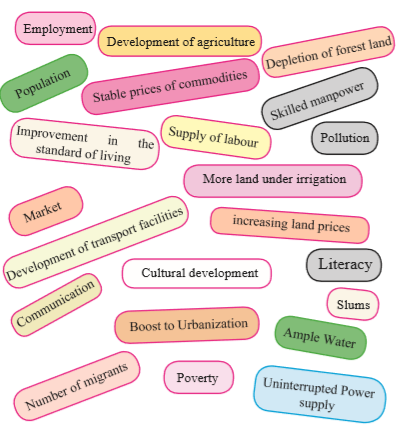 Employment
Development of agriculture
Depletion of forest land
Population
Stable prices of commodities
Skilled manpower
Improvement in the
standard of living
Supply of labour
Pollution
More land under irrigation
Market
increasing land prices
Development of transport facilities
Cultural development
Literacy
Communication
Slums
Boost to Urbanization
Ample Water
Number of migrants
Poverty
Uninterrupted Power
supply